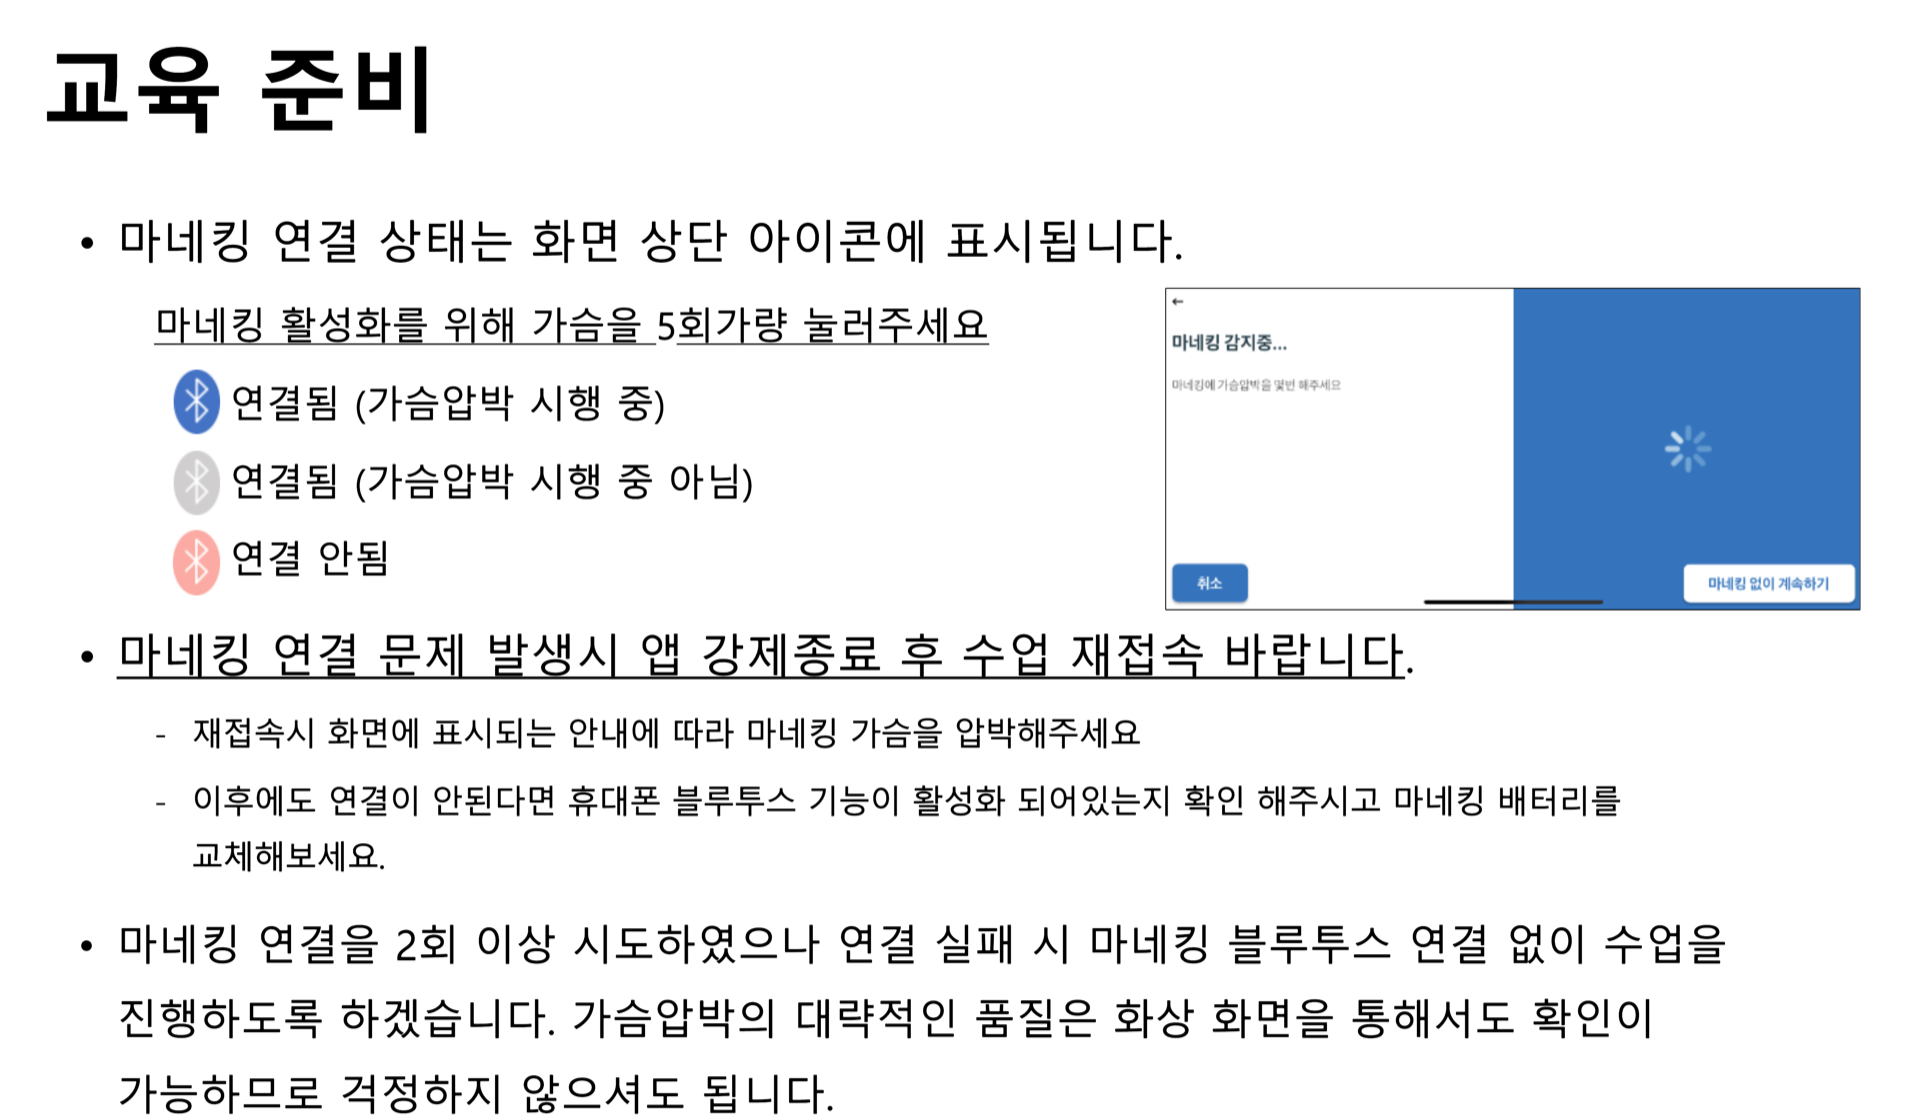 교육 준비
• 마네킹 연결 상태는 화면 상단 아이콘에 표시됩니다.
마네킹 활성화를 위해 가슴을 5회가량 눌러주세요
연결됨 (가슴압박 시행 중)
연결됨 (가슴압박 시행 중 아님)
연결 안됨
←
마네킹 감지중...
마네킹에 가슴압박을 몇번 해주세요
취소
마네킹 없이 계속하기
• 마네킹 연결 문제 발생시 앱 강제종료 후 수업 재접속 바랍니다.
- 재접속시 화면에 표시되는 안내에 따라 마네킹 가슴을 압박해주세요
- 이후에도 연결이 안된다면 휴대폰 블루투스 기능이 활성화 되어있는지 확인 해주시고 마네킹 배터리를
교체해보세요.
• 마네킹 연결을 2회 이상 시도하였으나 연결 실패 시 마네킹 블루투스 연결 없이 수업을
진행하도록 하겠습니다. 가슴압박의 대략적인 품질은 화상 화면을 통해서도 확인이
가능하므로 걱정하지 않으셔도 됩니다.